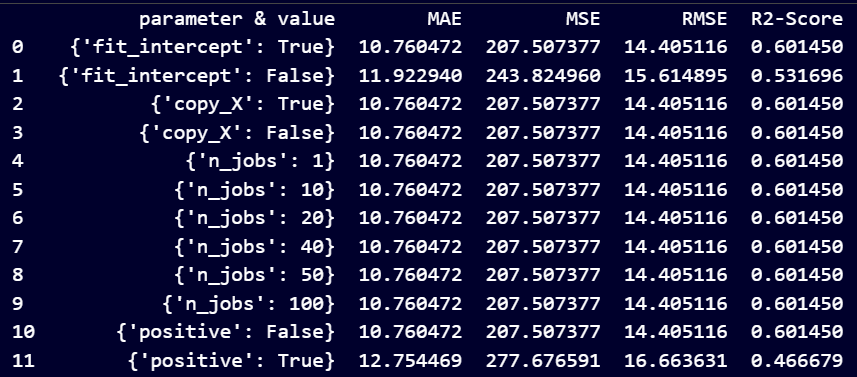 parameter & value MAE MSE RMSE R2-Score
0 {'fit_intercept': True} 10.760472 207.507377 14.405116 0.601450
1 {'fit_intercept': False} 11.922940 243.824960 15.614895 0.531696
2 {'copy_X': True} 10.760472 207.507377 14.405116 0.601450
3 {'copy_X': False} 10.760472 207.507377 14.405116 0.601450
4 {'n_jobs': 1} 10.760472 207.507377 14.405116 0.601450
5 {'n_jobs': 10} 10.760472 207.507377 14.405116 0.601450
6 {'n_jobs': 20} 10.760472 207.507377 14.405116 0.601450
7 {'n_jobs': 40} 10.760472 207.507377 14.405116 0.601450
8 {'n_jobs': 50} 10.760472 207.507377 14.405116 0.601450
9 {'n_jobs': 100} 10.760472 207.507377 14.405116 0.601450
10 {'positive': False} 10.760472 207.507377 14.405116 0.601450
11 {'positive': True} 12.754469 277.676591 16.663631 0.466679